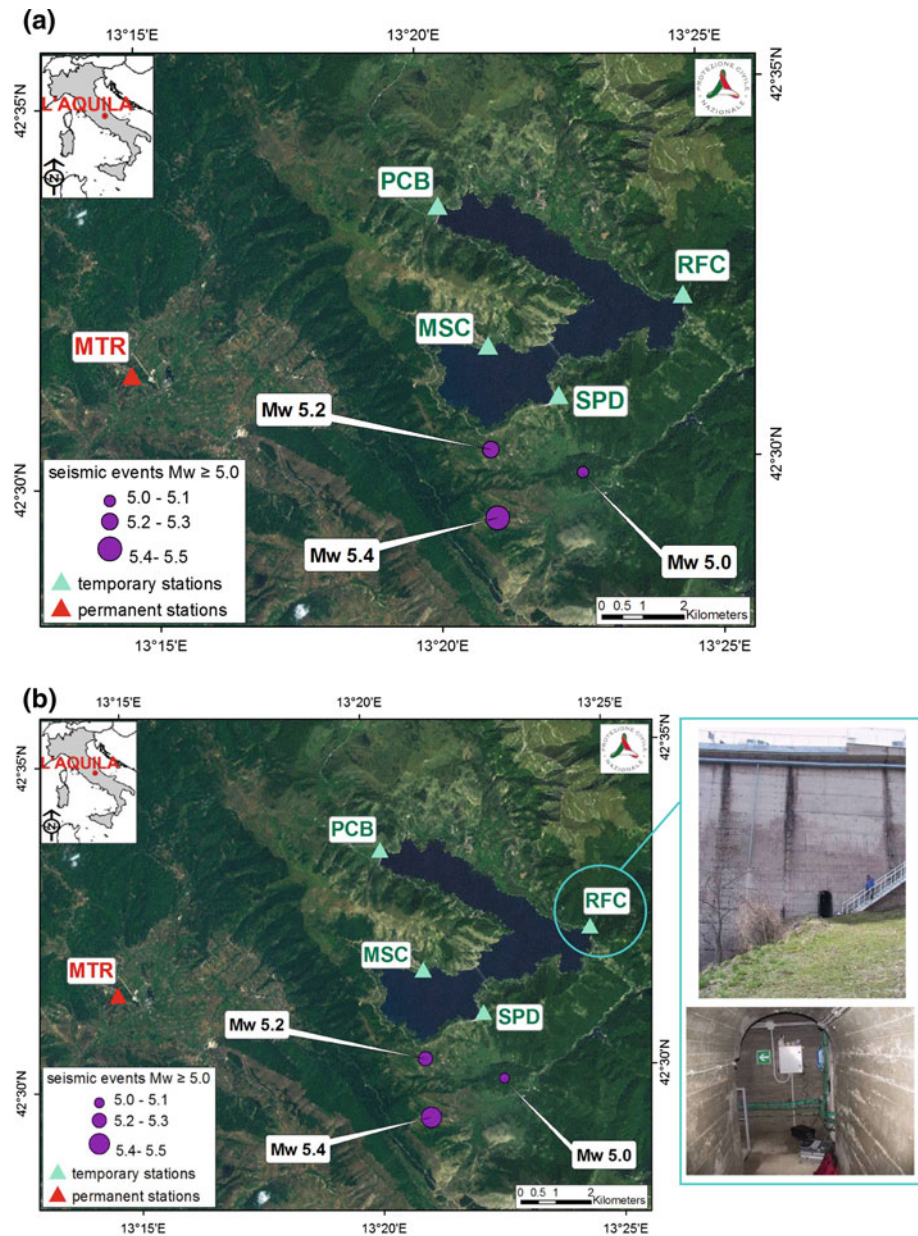 (a)
13°15'E
13°20'E
13°25'E
42°35'N
42°35'N
L'AQUILA
N
PROTEZIONE CIVILE
NAZIONALE
PCB
RFC
MSC
MTR
SPD
Mw 5.2
42°30'N
42°30'N
seismic events Mw ≥ 5.0
5.0 - 5.1
5.2 - 5.3
5.4- 5.5
temporary stations
permanent stations
Mw 5.4
Mw 5.0
0 0.5 1 2
Kilometers
13°15'E
13°20'E
13°25'E
(b)
13°15'E
13°20'E
13°25'E
42°35'N
42°35'N
L'AQUILA
N
PROTEZIONE CIVILE
NAZIONALE
PCB
RFC
MSC
MTR
SPD
Mw 5.2
42°30'N
42°30'N
seismic events Mw ≥ 5.0
5.0 - 5.1
5.2 - 5.3
5.4 - 5.5
temporary stations
permanent stations
Mw 5.4
Mw 5.0
0 0.5 1 2
Kilometers
13°15'E
13°20'E
13°25'E